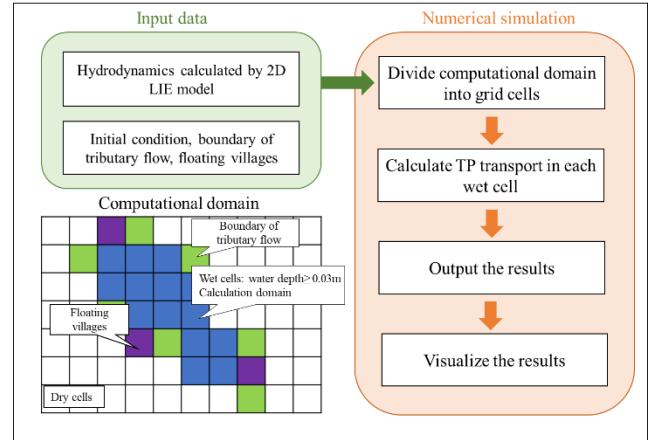 Input data
Hydrodynamics calculated by 2D
LIE model
Initial condition, boundary of
tributary flow, floating villages
Computational domain
Boundary of
tributary flow
Wet cells: water depth≥0.03m
Calculation domain
Floating
villages
Dry cells
Numerical simulation
Divide computational domain
into grid cells
Calculate TP transport in each
wet cell
Output the results
Visualize the results